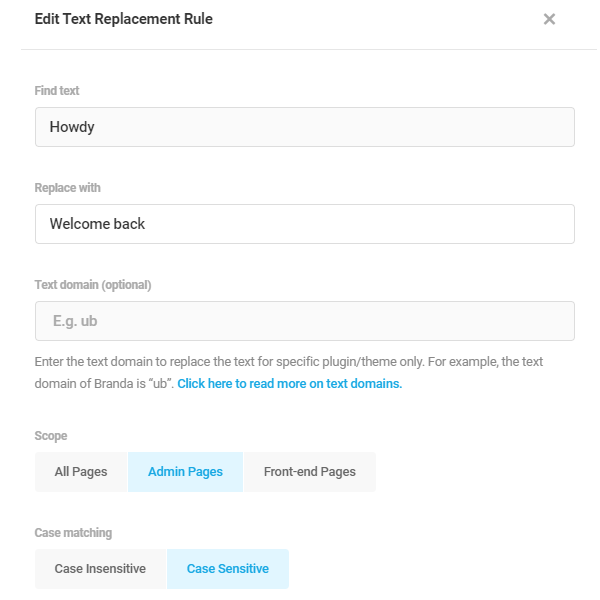 Edit Text Replacement Rule
Find text
Howdy
Replace with
Welcome back
Text domain (optional)
E.g. ub
Enter the text domain to replace the text for specific plugin/theme only. For example, the text
domain of Branda is “ub”. Click here to read more on text domains.
Scope
All Pages Admin Pages Front-end Pages
Case matching
Case Insensitive Case Sensitive